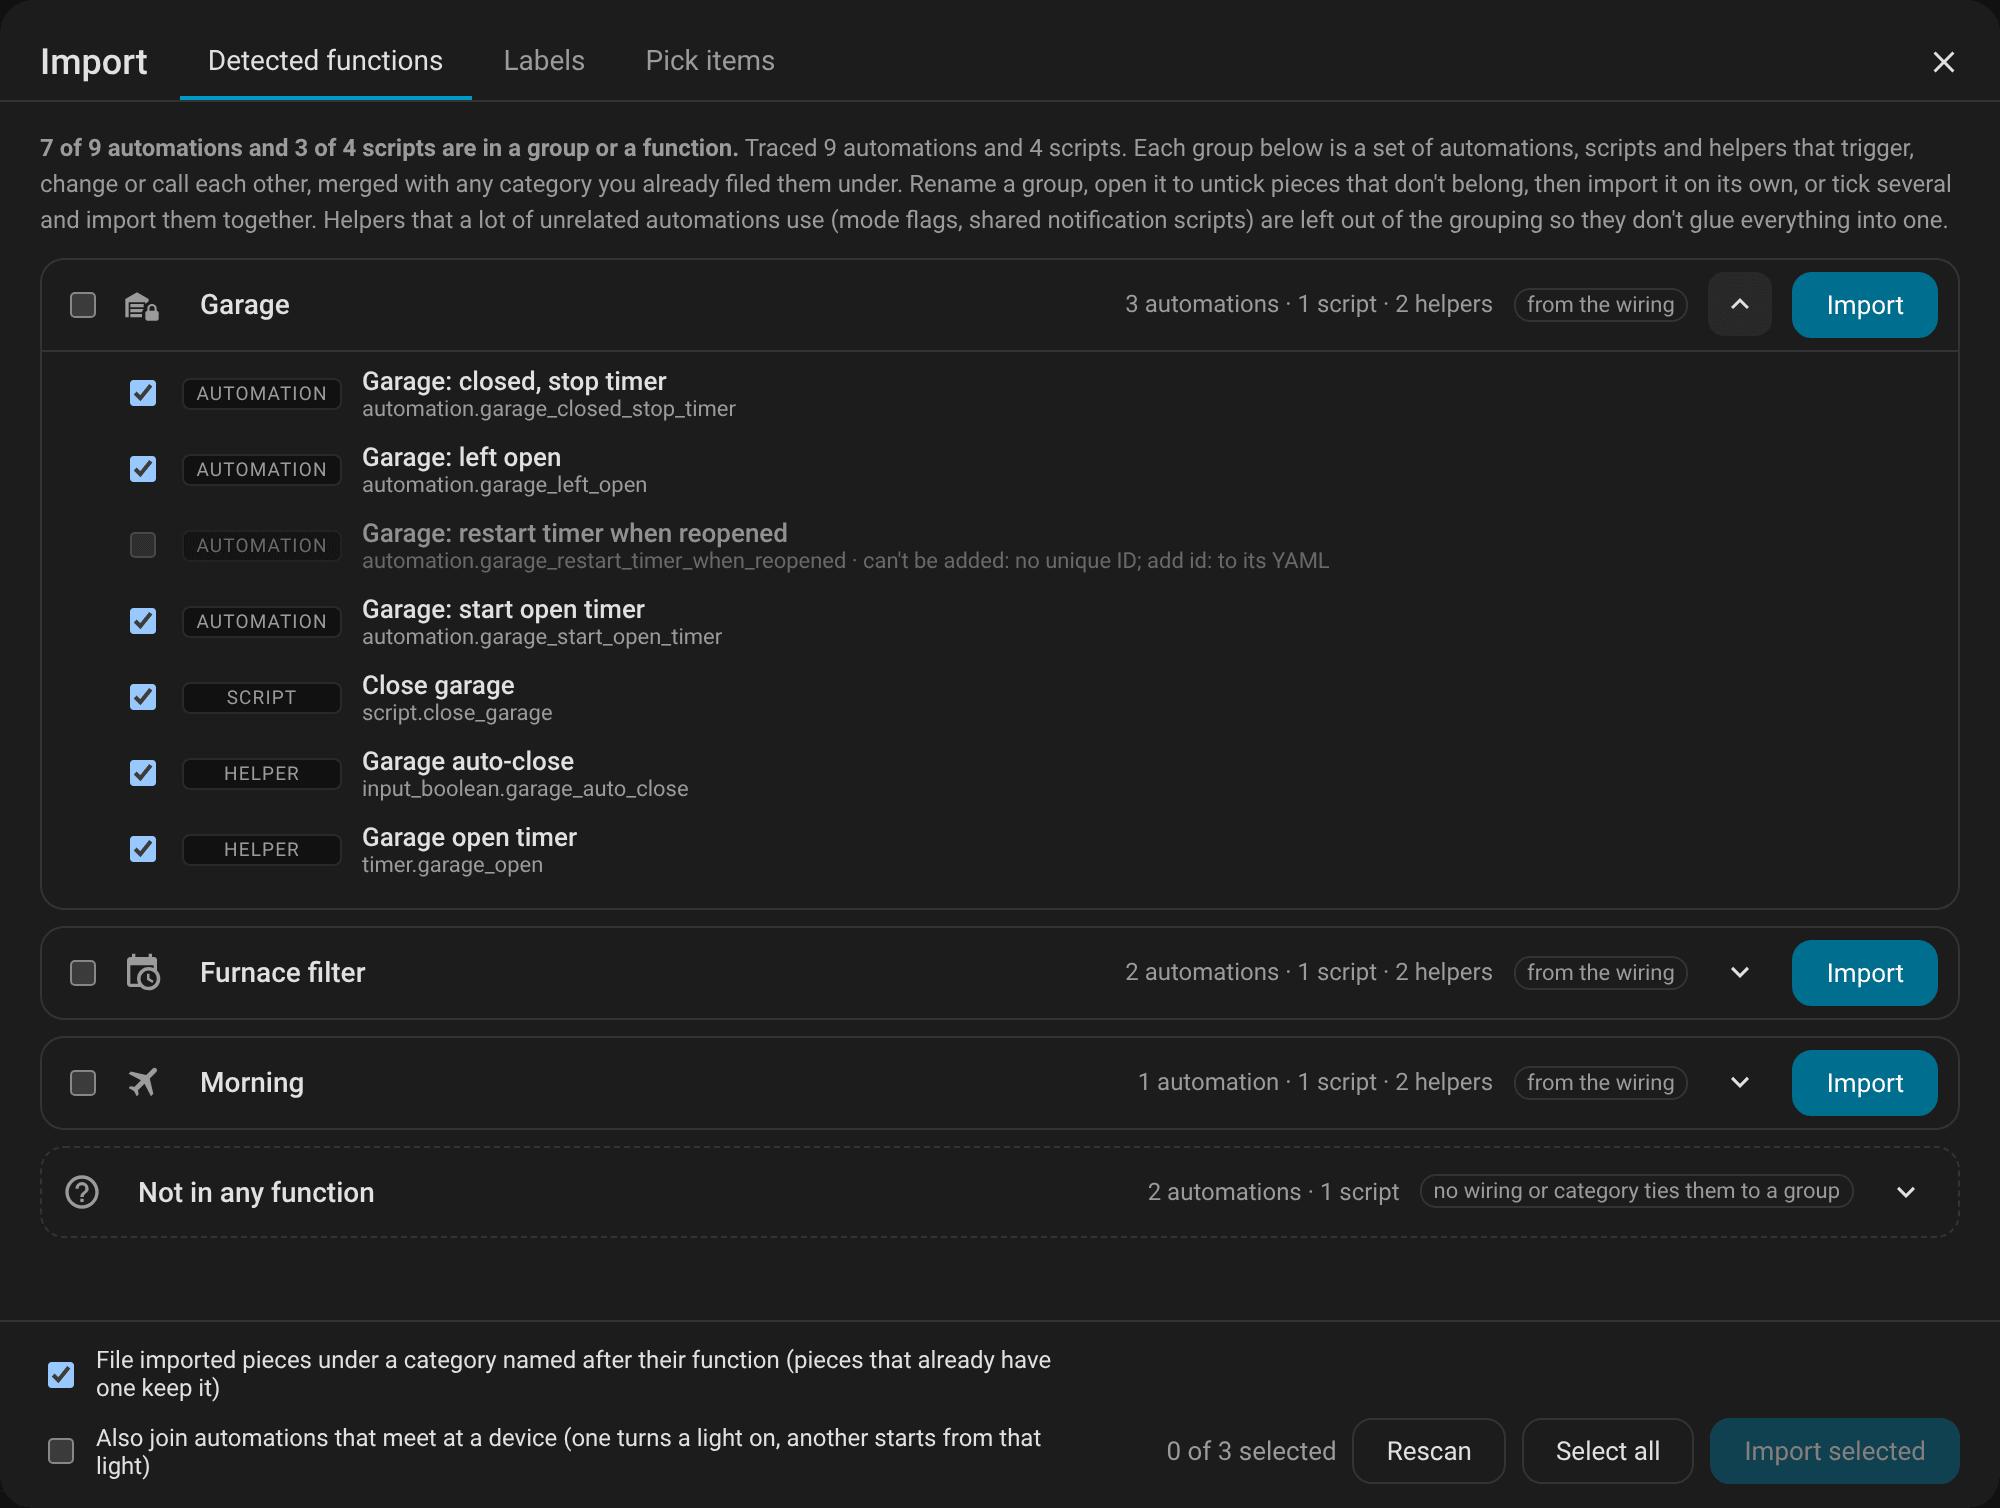 Import
Detected functions
Labels
Pick items
7 of 9 automations and 3 of 4 scripts are in a group or a function. Traced 9 automations and 4 scripts. Each group below is a set of automations, scripts and helpers that trigger,
change or call each other, merged with any category you already filed them under. Rename a group, open it to untick pieces that don't belong, then import it on its own, or tick several
and import them together. Helpers that a lot of unrelated automations use (mode flags, shared notification scripts) are left out of the grouping so they don't glue everything into one.
Garage
3 automations · 1 script · 2 helpers
from the wiring
Import
AUTOMATION
Garage: closed, stop timer
automation.garage_closed_stop_timer
AUTOMATION
Garage: left open
automation.garage_left_open
AUTOMATION
Garage: restart timer when reopened
automation.garage_restart_timer_when_reopened · can't be added: no unique ID; add id: to its YAML
AUTOMATION
Garage: start open timer
automation.garage_start_open_timer
SCRIPT
Close garage
script.close_garage
HELPER
Garage auto-close
input_boolean.garage_auto_close
HELPER
Garage open timer
timer.garage_open
Furnace filter
2 automations · 1 script · 2 helpers
from the wiring
Import
Morning
1 automation · 1 script · 2 helpers
from the wiring
Import
Not in any function
2 automations · 1 script
no wiring or category ties them to a group
File imported pieces under a category named after their function (pieces that already have
one keep it)
Also join automations that meet at a device (one turns a light on, another starts from that
light)
0 of 3 selected
Rescan
Select all
Import selected